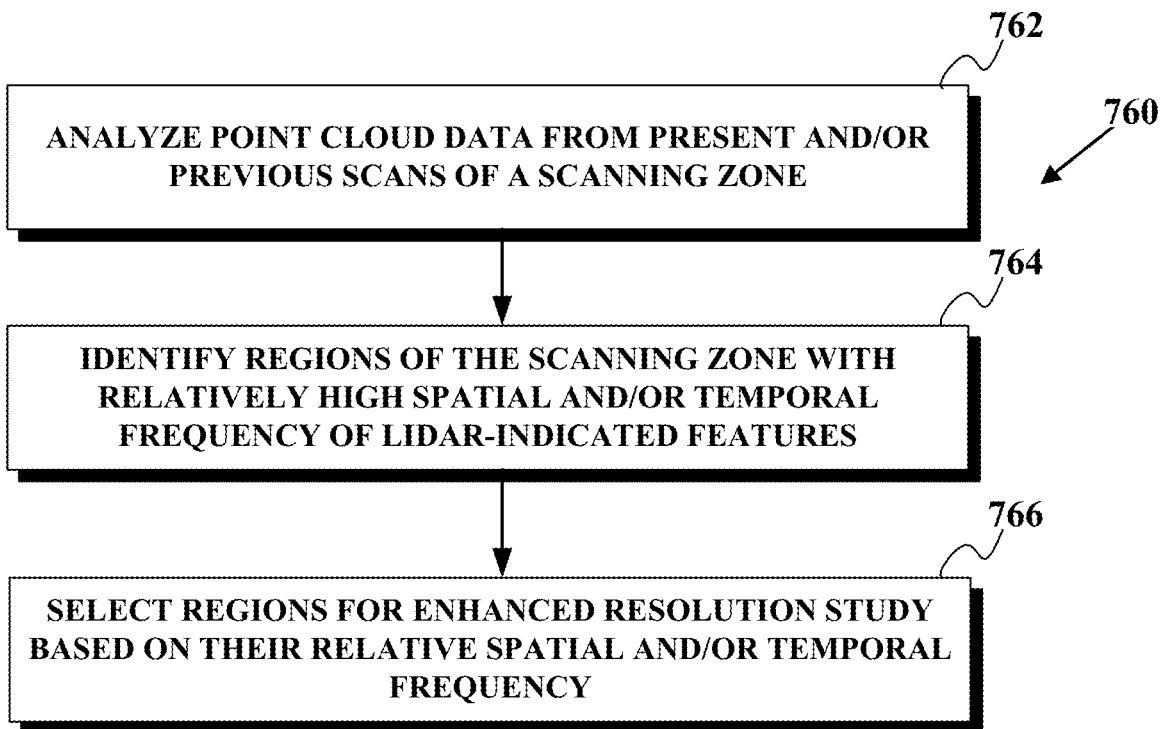 762
760
ANALYZE POINT CLOUD DATA FROM PRESENT AND/OR
PREVIOUS SCANS OF A SCANNING ZONE
764
IDENTIFY REGIONS OF THE SCANNING ZONE WITH
RELATIVELY HIGH SPATIAL AND/OR TEMPORAL
FREQUENCY OF LIDAR-INDICATED FEATURES
766
SELECT REGIONS FOR ENHANCED RESOLUTION STUDY
BASED ON THEIR RELATIVE SPATIAL AND/OR TEMPORAL
FREQUENCY